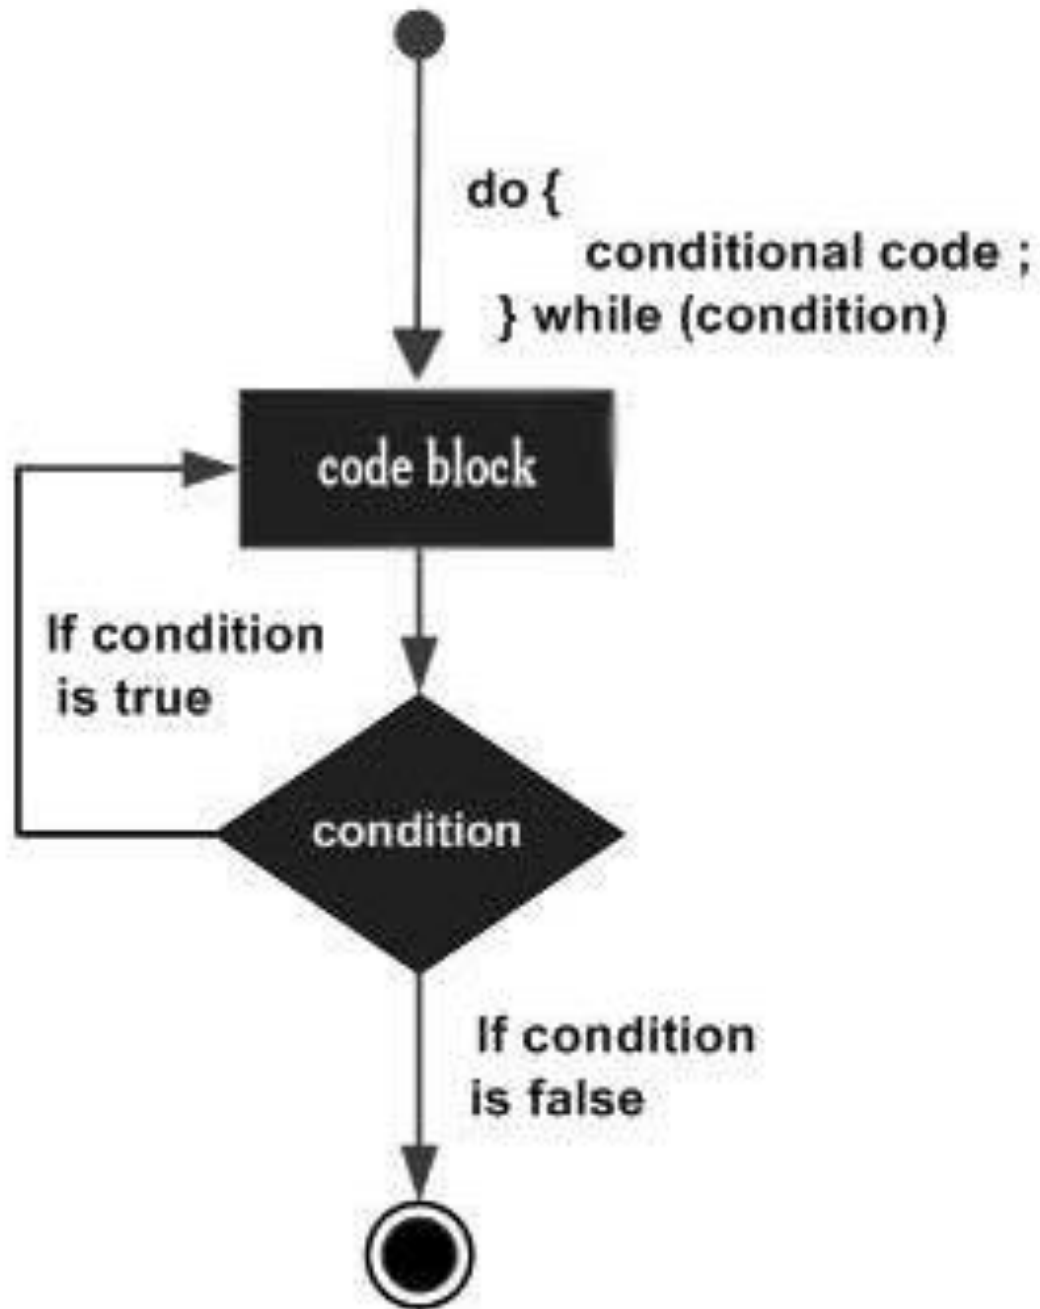 do {
conditional code ;
} while (condition)
code block
If condition
is true
condition
If condition
is false